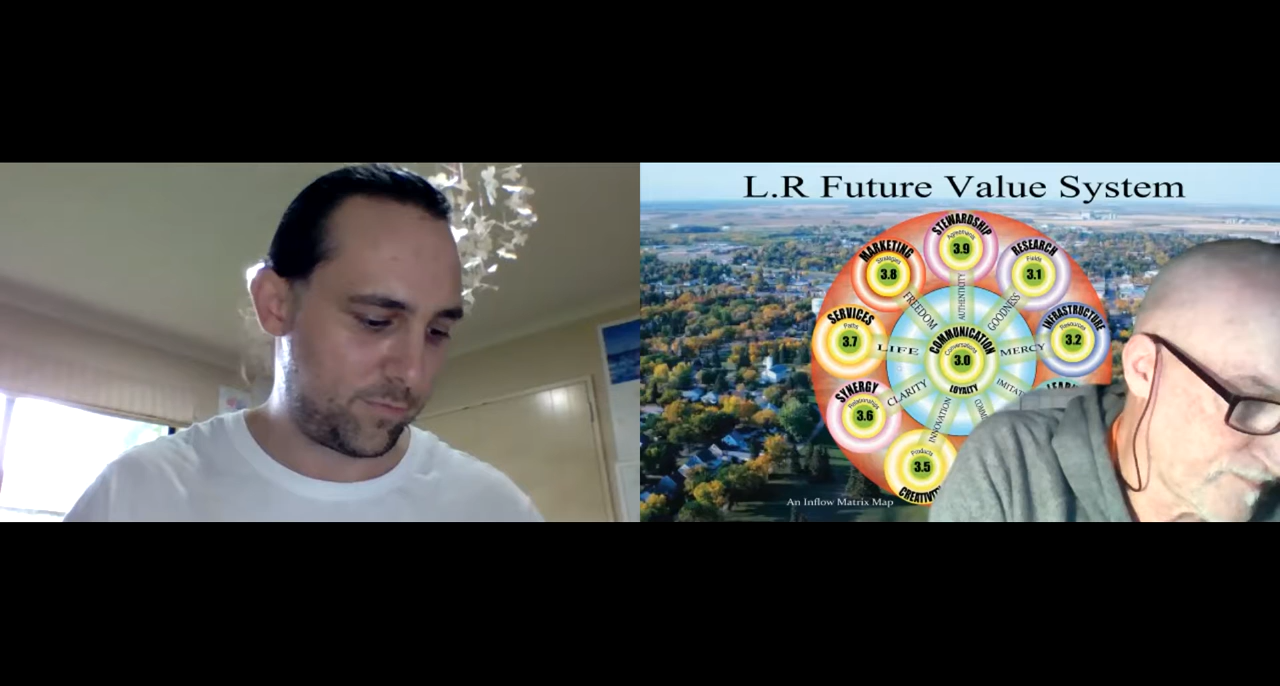 L.R Future Value System
STEWARDSHIP
Agreements
3.9
MARKETING
Strategies
3.8
RESEARCH
Fields
3.1
SERVICES
Paths
3.7
INFRASTRUCTURE
Resources
3.2
SYNERGY
Relationships
3.6
Products
3.5
COMMUNICATION
Conversations
3.0
LOYALTY
AUTHENTICITY
FREEDOM
GOODNESS
LIFE
MERCY
CLARITY
INNOVATION
An Inflow Matrix Map